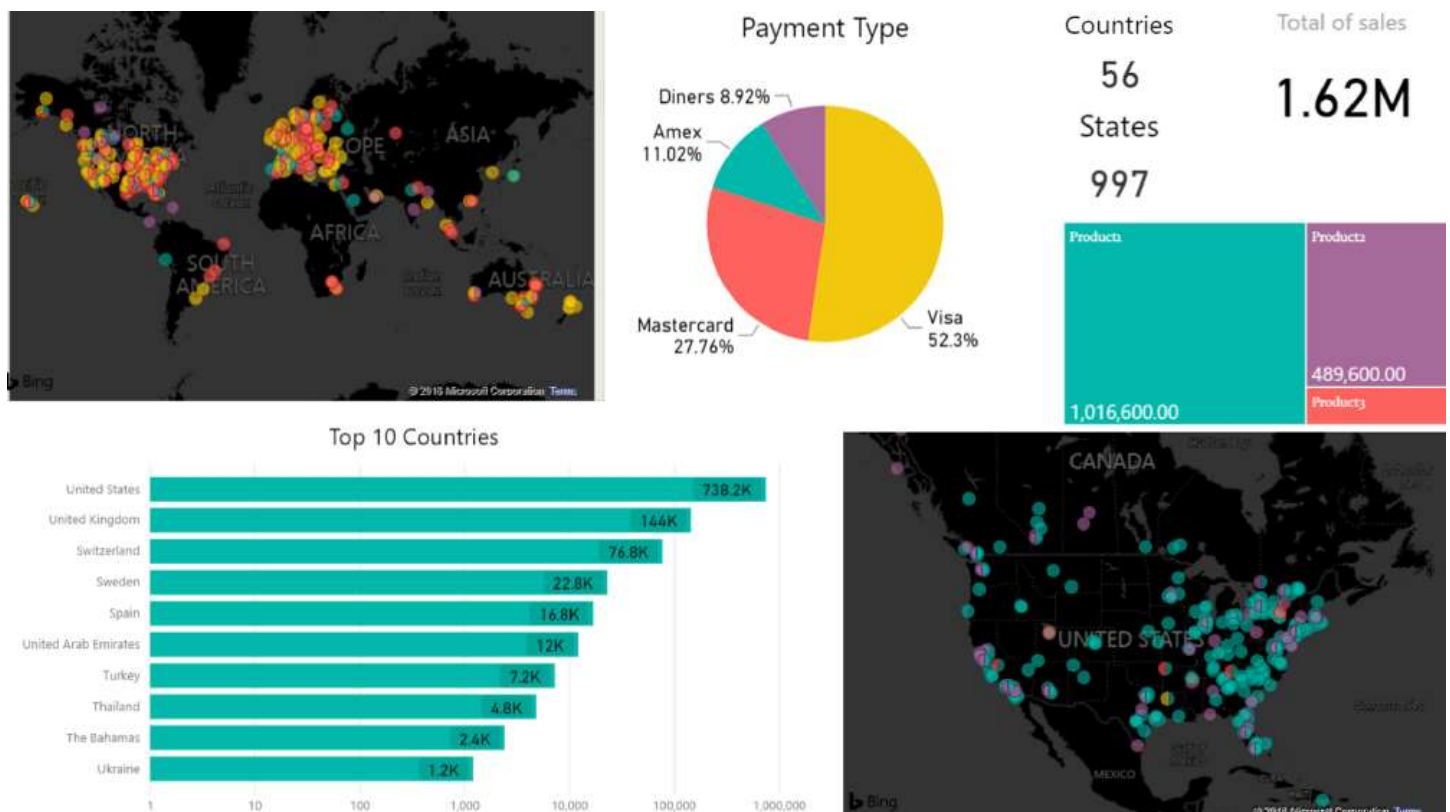 NORTH
EUROPE
ASIA
AFRICA
SOUTH
AMERICA
AUSTRALIA
Bing
© 2016 Microsoft Corporation Terms
Payment Type
Diners 8.92%
Amex
11.02%
Mastercard
27.76%
Visa
52.3%
Countries
56
States
997
Total of sales
1.62M
Product1
1,016,600.00
Product2
489,600.00
Product3
Top 10 Countries
United States 738.2K
United Kingdom 144K
Switzerland 76.8K
Sweden 22.8K
Spain 16.8K
United Arab Emirates 12K
Turkey 7.2K
Thailand 4.8K
The Bahamas 2.4K
Ukraine 1.2K
1 10 100 1,000 10,000 100,000 1,000,000
CANADA
UNITED STATES
MEXICO
Bing
© 2016 Microsoft Corporation Terms